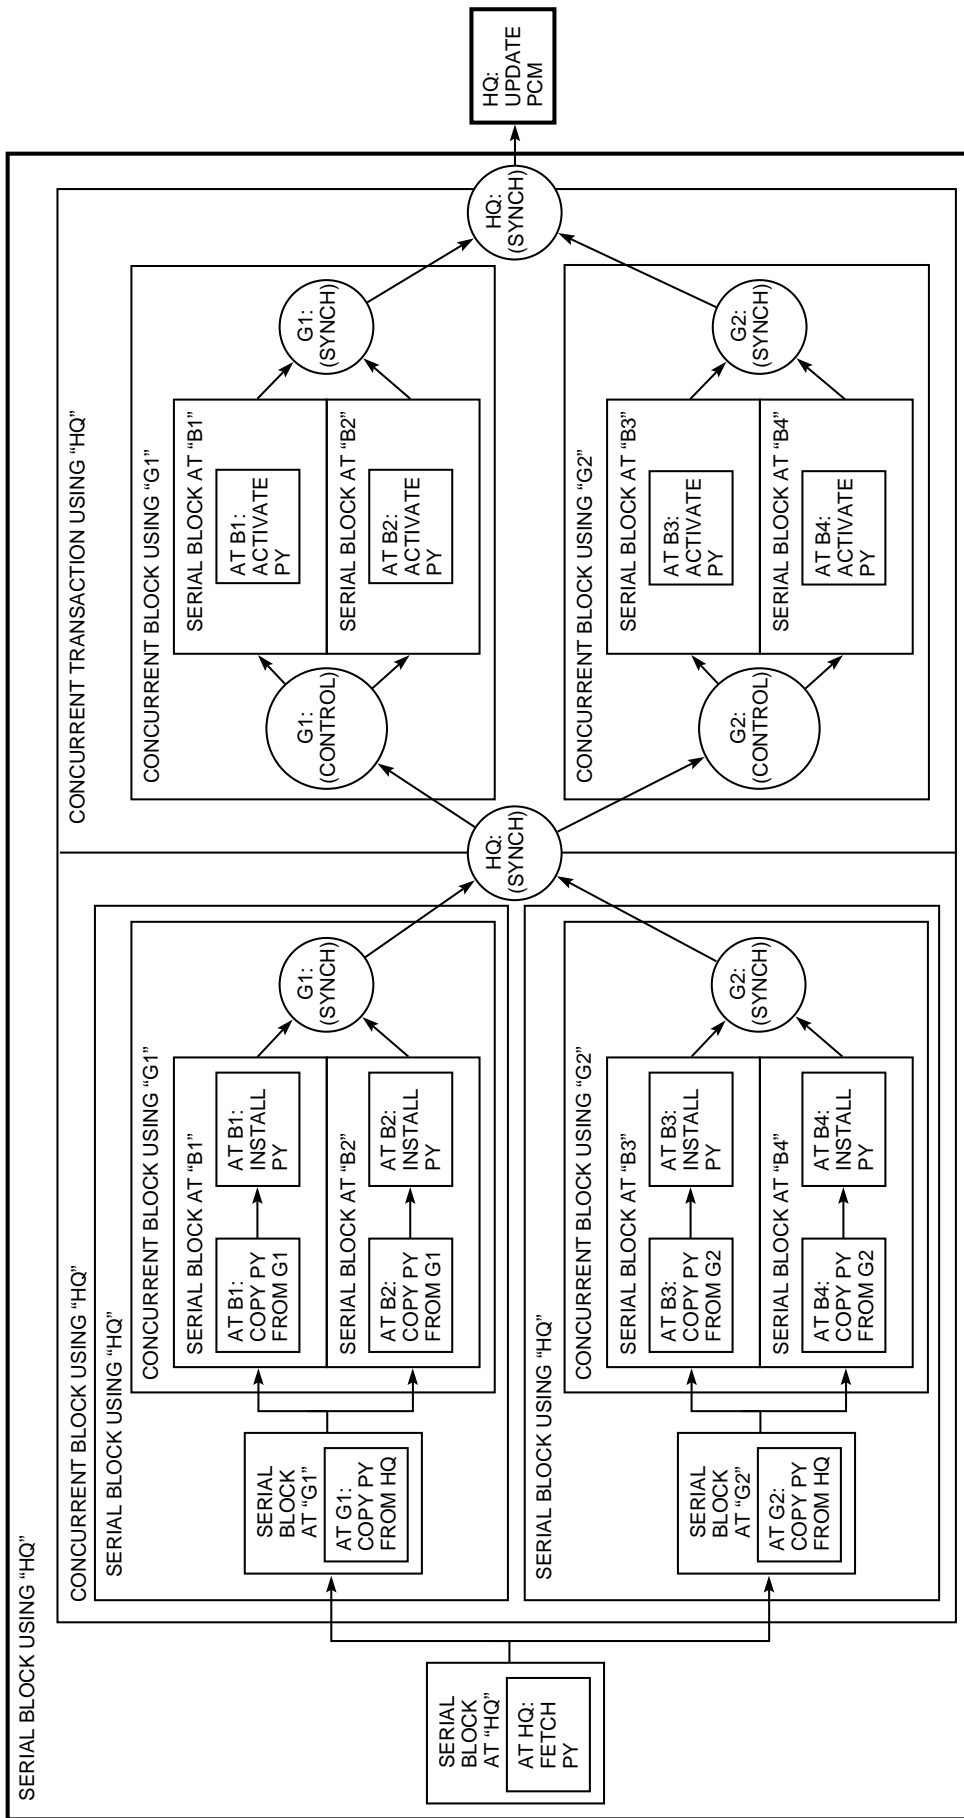 SERIAL BLOCK USING “HQ”
SERIAL
BLOCK
AT “HQ”
AT HQ:
FETCH
PY
CONCURRENT BLOCK USING “HQ”
SERIAL BLOCK USING “HQ”
SERIAL
BLOCK
AT “G1”
AT G1:
COPY PY
FROM HQ
CONCURRENT BLOCK USING “G1”
SERIAL BLOCK AT “B1”
AT B1:
COPY PY
FROM G1
AT B1:
INSTALL
PY
SERIAL BLOCK AT “B2”
AT B2:
COPY PY
FROM G1
AT B2:
INSTALL
PY
G1:
(SYNCH)
SERIAL BLOCK USING “HQ”
SERIAL
BLOCK
AT “G2”
AT G2:
COPY PY
FROM HQ
CONCURRENT BLOCK USING “G2”
SERIAL BLOCK AT “B3”
AT B3:
COPY PY
FROM G2
AT B3:
INSTALL
PY
SERIAL BLOCK AT “B4”
AT B4:
COPY PY
FROM G2
AT B4:
INSTALL
PY
G2:
(SYNCH)
HQ:
(SYNCH)
CONCURRENT TRANSACTION USING “HQ”
CONCURRENT BLOCK USING “G1”
G1:
(CONTROL)
SERIAL BLOCK AT “B1”
AT B1:
ACTIVATE
PY
SERIAL BLOCK AT “B2”
AT B2:
ACTIVATE
PY
G1:
(SYNCH)
CONCURRENT BLOCK USING “G2”
G2:
(CONTROL)
SERIAL BLOCK AT “B3”
AT B3:
ACTIVATE
PY
SERIAL BLOCK AT “B4”
AT B4:
ACTIVATE
PY
G2:
(SYNCH)
HQ:
(SYNCH)
HQ:
UPDATE
PCM